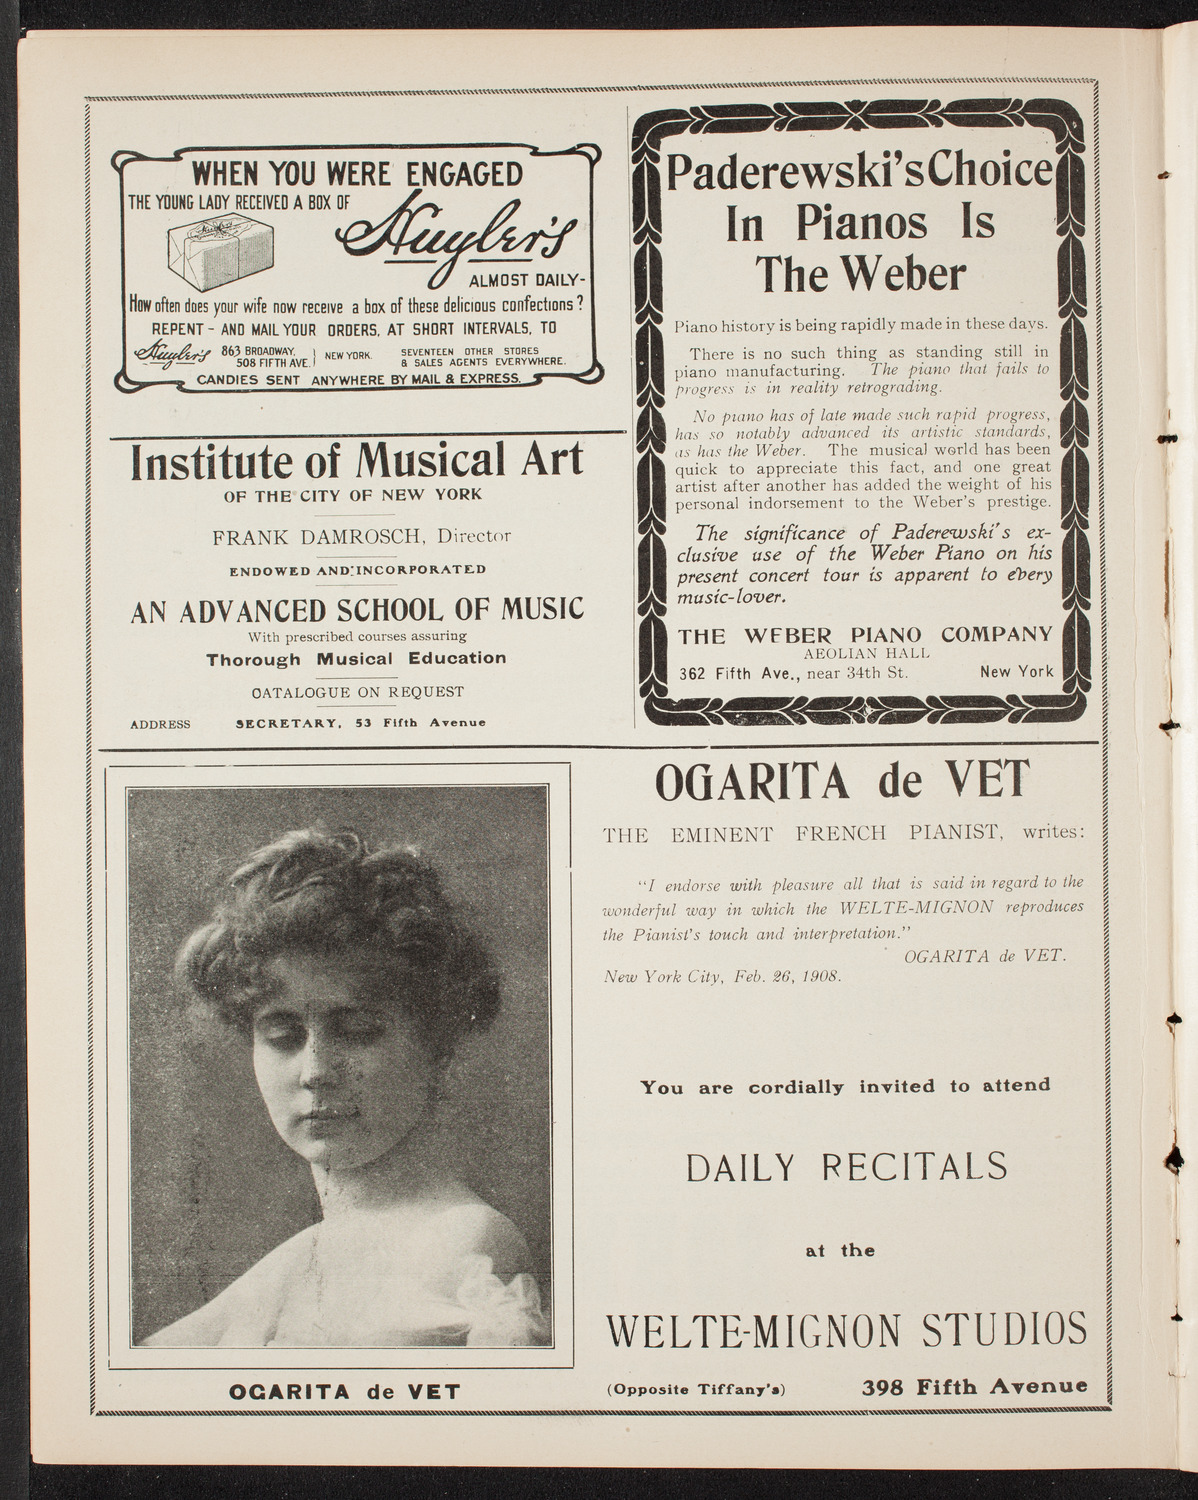 WHEN YOU WERE ENGAGED
THE YOUNG LADY RECEIVED A BOX OF
Huyler's
ALMOST DAILY-
How often does your wife now receive a box of these delicious confections?
REPENT - AND MAIL YOUR ORDERS, AT SHORT INTERVALS, TO
Huyler's 863 BROADWAY, 508 FIFTH AVE. NEW YORK. SEVENTEEN OTHER STORES & SALES AGENTS EVERYWHERE.
CANDIES SENT ANYWHERE BY MAIL & EXPRESS.
Institute of Musical Art
OF THE CITY OF NEW YORK
FRANK DAMROSCH, Director
ENDOWED AND INCORPORATED
AN ADVANCED SCHOOL OF MUSIC
With prescribed courses assuring
Thorough Musical Education
CATALOGUE ON REQUEST
ADDRESS SECRETARY, 53 Fifth Avenue
Paderewski's Choice
In Pianos Is
The Weber
Piano history is being rapidly made in these days.
There is no such thing as standing still in
piano manufacturing. The piano that fails to
progress is in reality retrograding.
No piano has of late made such rapid progress,
has so notably advanced its artistic standards,
as has the Weber. The musical world has been
quick to appreciate this fact, and one great
artist after another has added the weight of his
personal indorsement to the Weber's prestige.
The significance of Paderewski's ex-
clusive use of the Weber Piano on his
present concert tour is apparent to every
music-lover.
THE WEBER PIANO COMPANY
AEOLIAN HALL
362 Fifth Ave., near 34th St. New York
OGARITA de VET
OGARITA de VET
THE EMINENT FRENCH PIANIST, writes:
"I endorse with pleasure all that is said in regard to the
wonderful way in which the WELTE-MIGNON reproduces
the Pianist's touch and interpretation."
OGARITA de VET.
New York City, Feb. 26, 1908.
You are cordially invited to attend
DAILY RECITALS
at the
WELTE-MIGNON STUDIOS
(Opposite Tiffany's) 398 Fifth Avenue